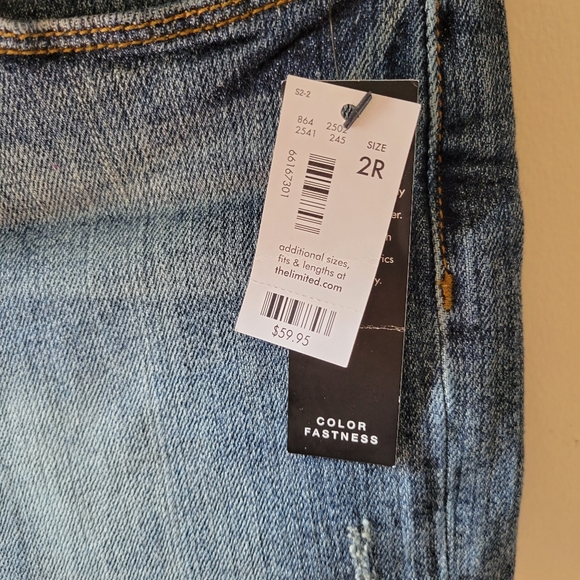 S2-2
864 2502
2541 245
SIZE
2R
66167301
additional sizes,
fits & lengths at
thelimited.com
$59.95
COLOR
FASTNESS